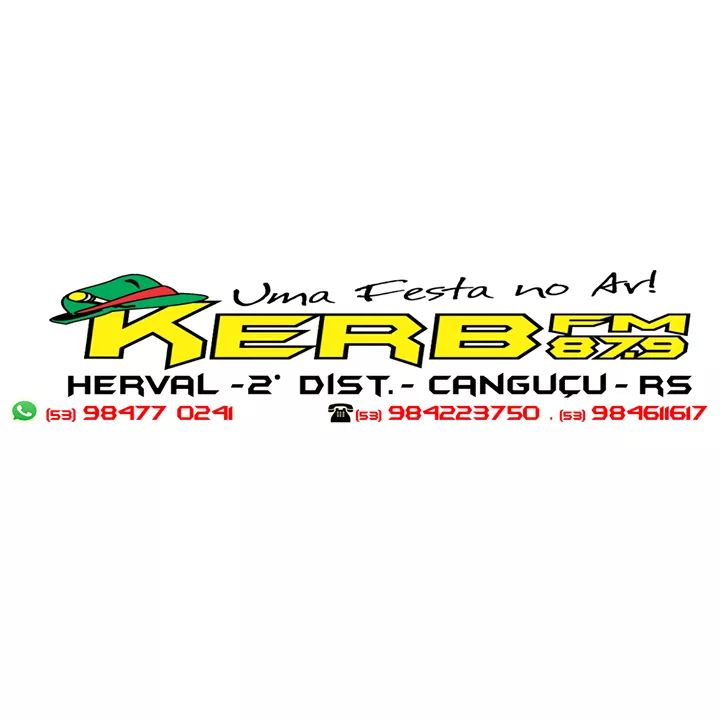 Uma Festa no Ar!
KERB FM 87.9
HERVAL - 2° DIST. - CANGUÇU - RS
(53) 98477 0241 (53) 984223750 . (53) 984611617